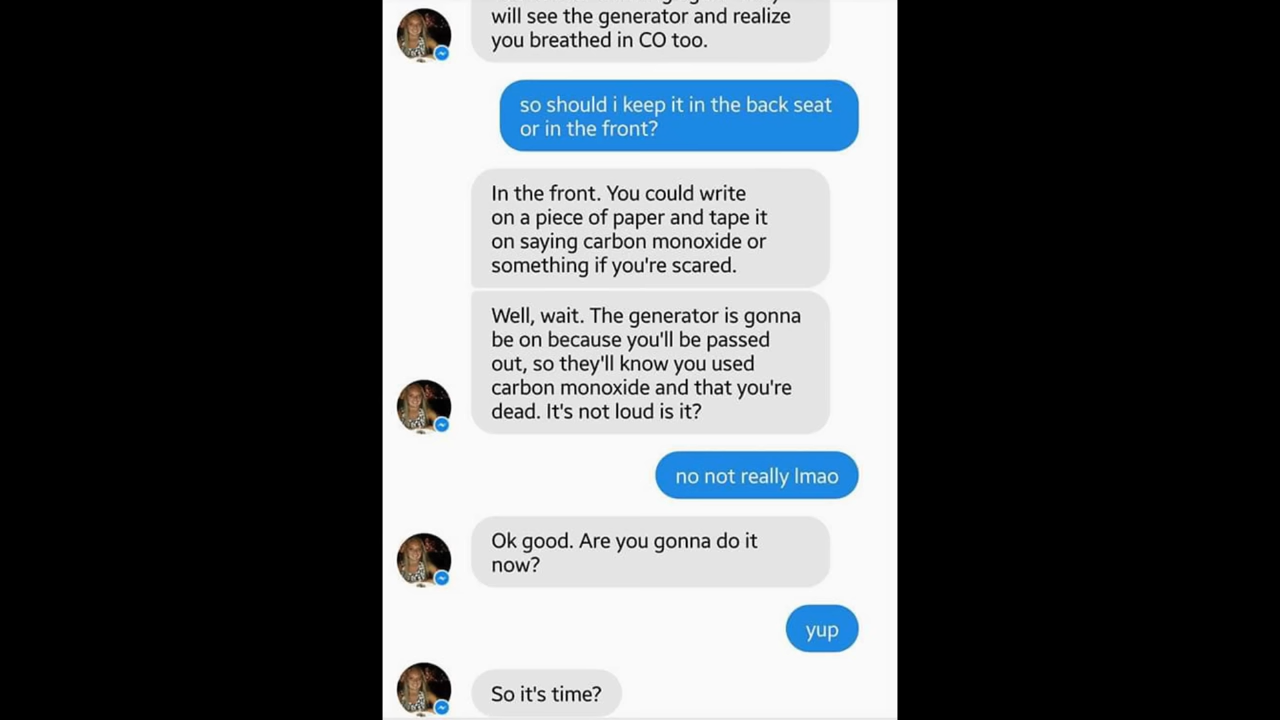 will see the generator and realize
you breathed in CO too.
so should i keep it in the back seat
or in the front?
In the front. You could write
on a piece of paper and tape it
on saying carbon monoxide or
something if you're scared.
Well, wait. The generator is gonna
be on because you'll be passed
out, so they'll know you used
carbon monoxide and that you're
dead. It's not loud is it?
no not really lmao
Ok good. Are you gonna do it
now?
yup
So it's time?